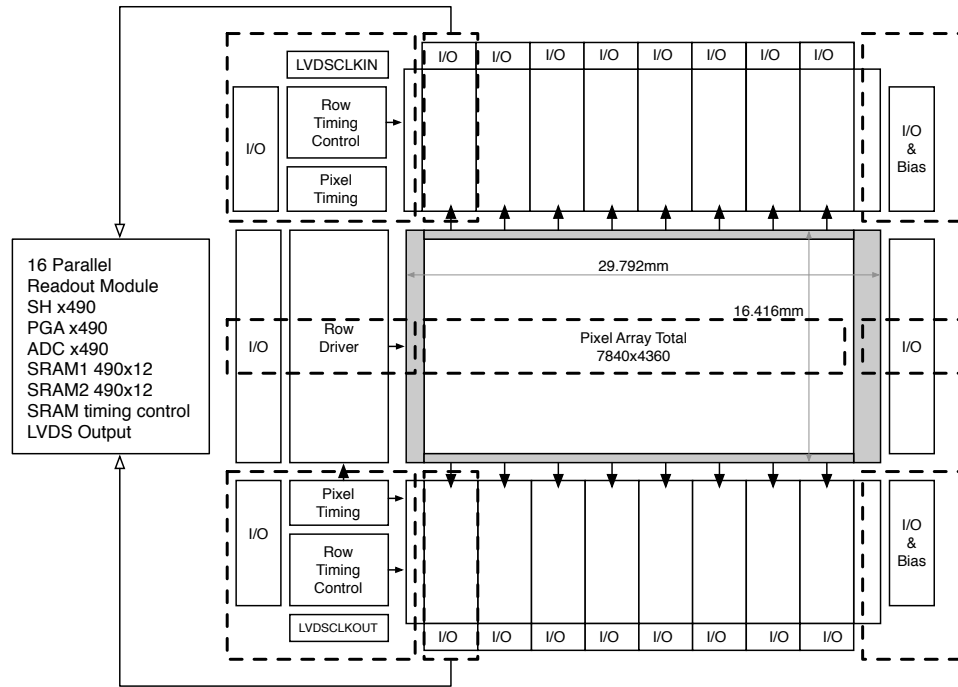 I/O I/O I/O I/O I/O I/O I/O I/O
LVDSCLKIN
Row
Timing
Control
I/O
Pixel
Timing
I/O
&
Bias
16 Parallel
Readout Module
SH x490
PGA x490
ADC x490
SRAM1 490x12
SRAM2 490x12
SRAM timing control
LVDS Output
I/O
Row
Driver
29.792mm
16.416mm
Pixel Array Total
7840x4360
I/O
I/O
Pixel
Timing
Row
Timing
Control
LVDSCLKOUT
I/O
&
Bias
I/O I/O I/O I/O I/O I/O I/O I/O